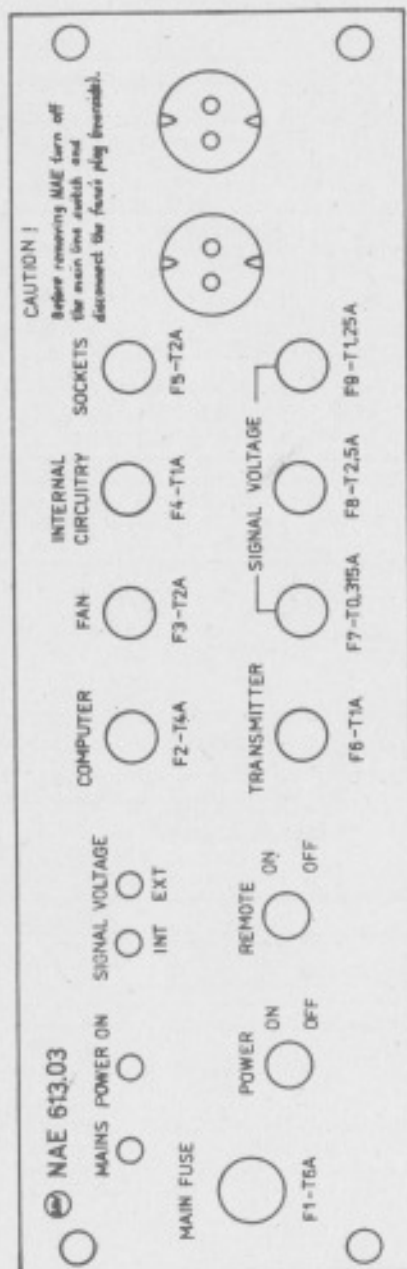 NAE 613.03
MAINS POWER ON
SIGNAL VOLTAGE
INT EXT
COMPUTER
F2-T4A
FAN
F3-T2A
INTERNAL
CIRCUITRY
F4-T1A
SOCKETS
F5-T2A
CAUTION!
Before removing NAE turn off
the main line switch and
disconnect the fuses plug (rearside).
MAIN FUSE
F1-T6A
POWER
ON
OFF
REMOTE
ON
OFF
TRANSMITTER
F6-T1A
SIGNAL VOLTAGE
F7-T0,315A
F8-T2,5A
F9-T1,25A